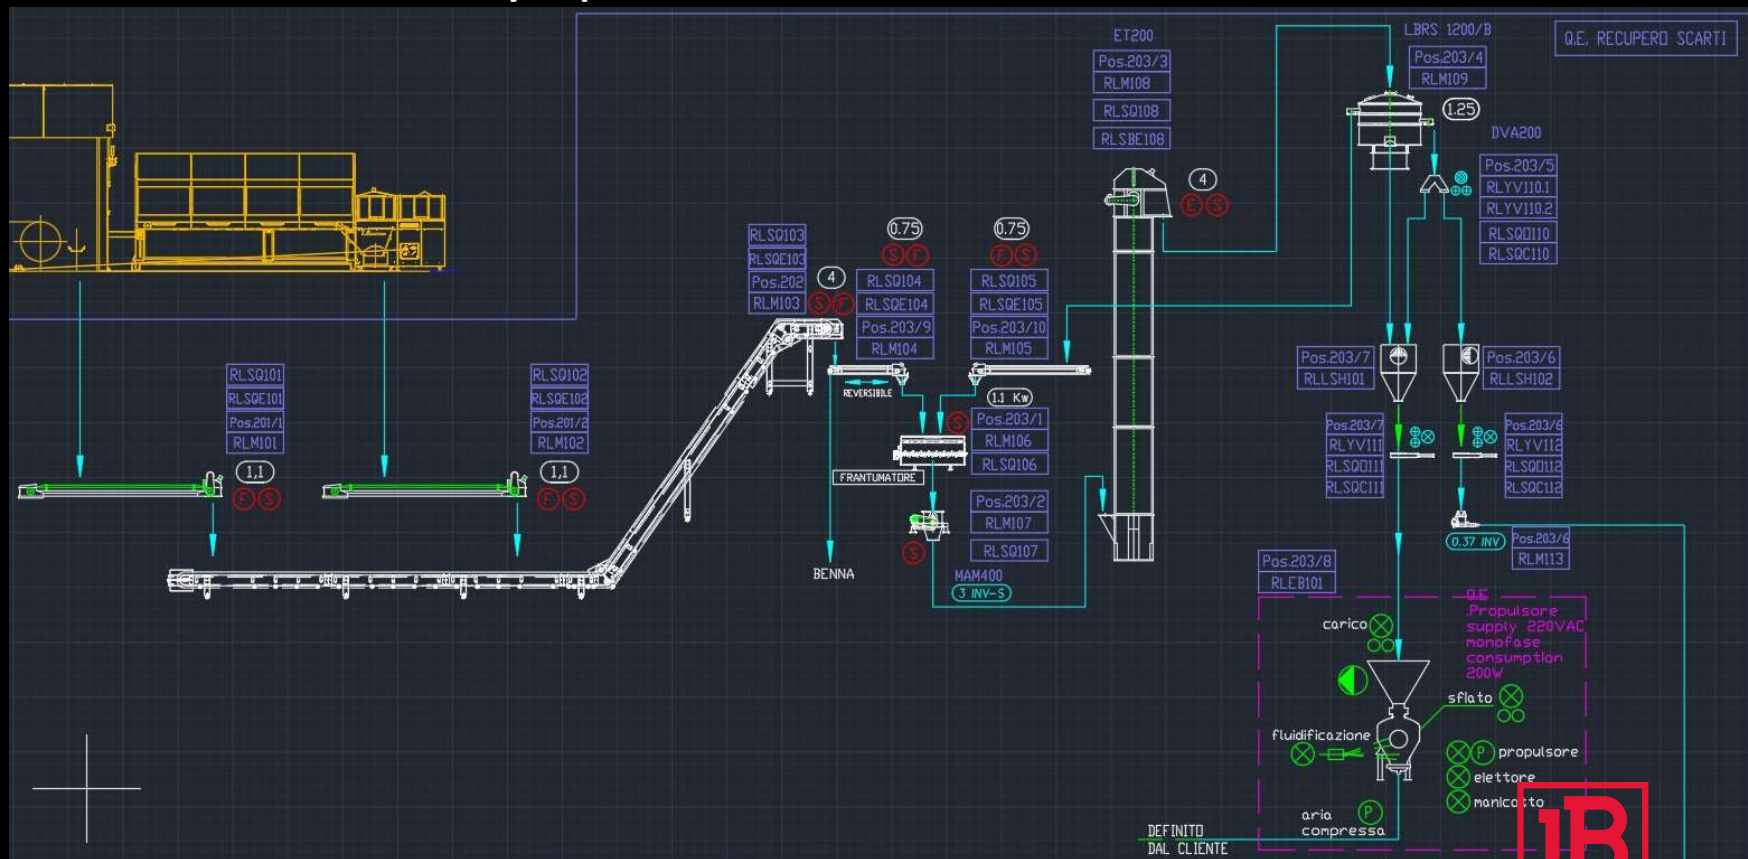 Q.E. RECUPERO SCARTI
ET200
Pos.203/3
RLM108
RLSQ108
RLSBE108
LBRS 1200/B
Pos.203/4
RLM109
1.25
DVA200
Pos.203/5
RLYV110.1
RLYV110.2
RLSQO110
RLSQC110
4
E S
RLSQ103
RLSQE103
Pos.202
RLM103
4
S F
0.75
S F
RLSQ104
RLSQE104
Pos.203/9
RLM104
0.75
F S
RLSQ105
RLSQE105
Pos.203/10
RLM105
REVERSIBILE
RLSQ101
RLSQE101
Pos.201/1
RLM101
1,1
F S
RLSQ102
RLSQE102
Pos.201/2
RLM102
1,1
F S
1.1 Kw
S
Pos.203/1
RLM106
RLSQ106
FRANTUMATORE
Pos.203/2
RLM107
RLSQ107
S
MAM400
3 INV-S
BENNA
Pos.203/7
RLLSH101
Pos.203/6
RLLSH102
Pos.203/7
RLYV111
RLSQO111
RLSQC111
Pos.203/6
RLYV112
RLSQO112
RLSQC112
0.37 INV
Pos.203/6
RLM113
Pos.203/8
RLEB101
Q.E
.Propulsore
supply 220VAC
monofase
consumption
200W
carico
sfiato
fluidificazione
P propulsore
elettore
manicotto
aria
compressa
P
DEFINITO
DAL CLIENTE